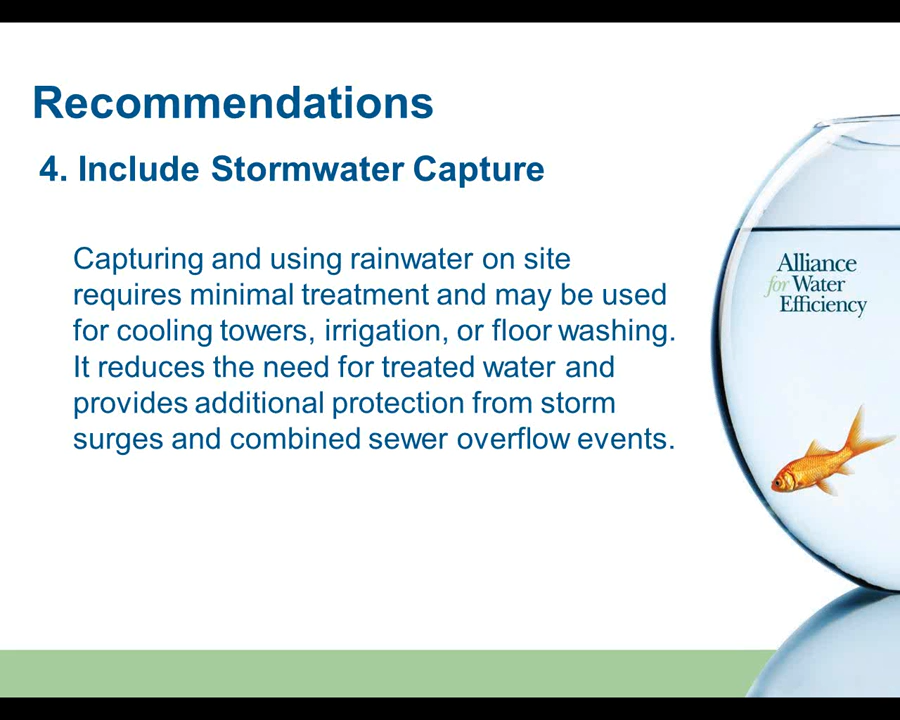 Recommendations
4. Include Stormwater Capture
Capturing and using rainwater on site
requires minimal treatment and may be used
for cooling towers, irrigation, or floor washing.
It reduces the need for treated water and
provides additional protection from storm
surges and combined sewer overflow events.
Alliance
for Water
Efficiency